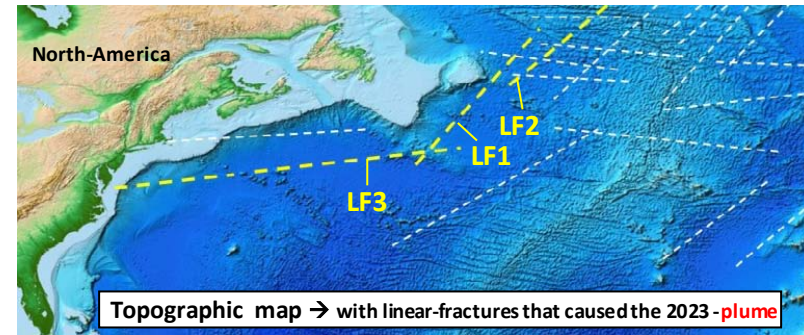 North-America
LF2
LF1
LF3
Topographic map → with linear-fractures that caused the 2023 -plume